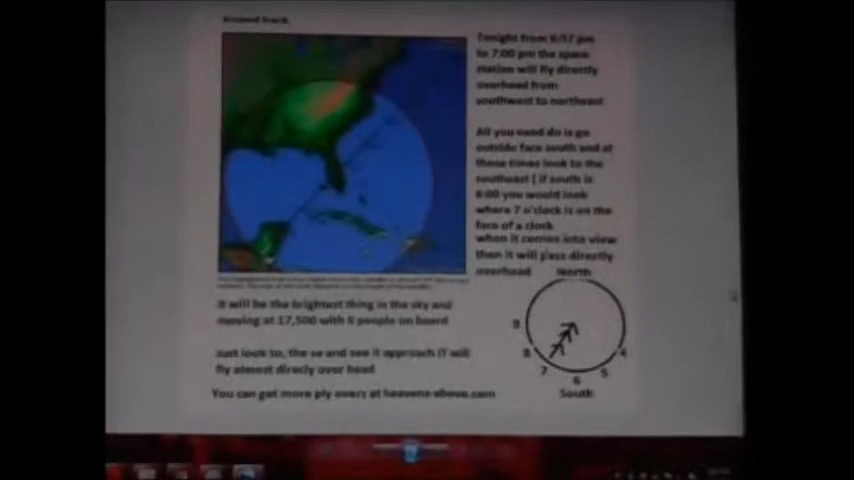 Ground track
Tonight from 6:57 pm
to 7:00 pm the space
station will fly directly
overhead from
southwest to northeast
All you need do is go
outside face south and at
those times look to the
southeast ( if south is
6:00 you would look
where 7 o'clock is on the
face of a clock
when it comes into view
then it will pass directly
overhead
North
it will be the brightest thing in the sky and
moving at 17,500 with 6 people on board
Just look to, the se and see it approach IT will
fly almost direcly over head
You can get more ply overs at heavens-above.com
9
8
7
6
5
4
South